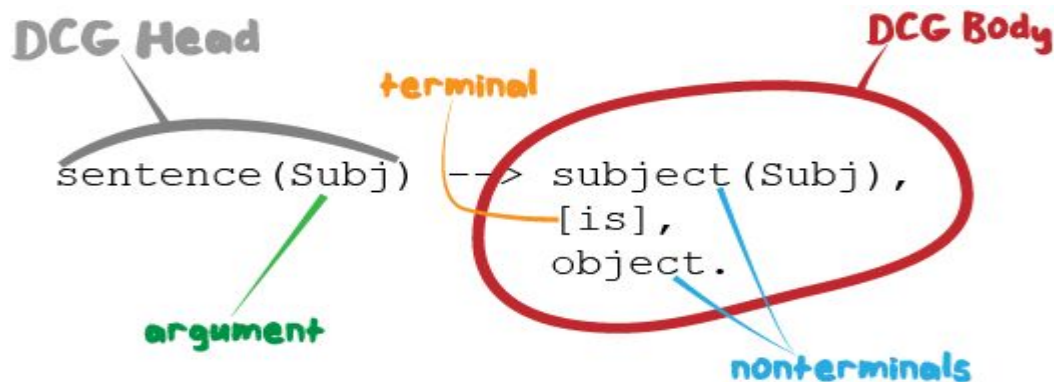 DCG Head
DCG Body
terminal
sentence(Subj) --> subject(Subj),
[is],
object.
argument
nonterminals